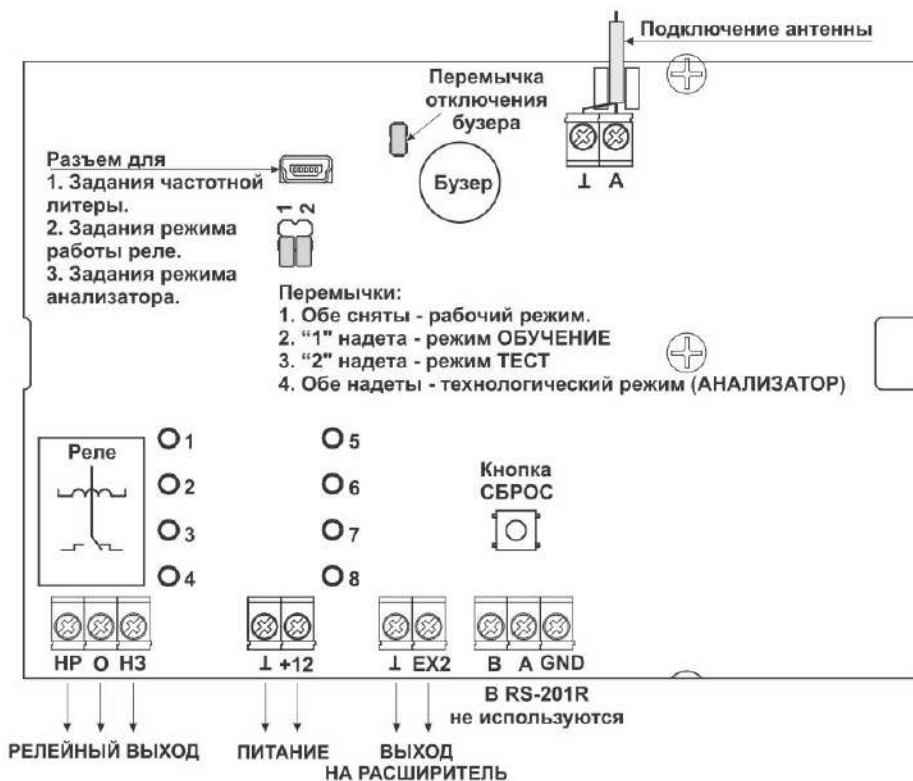 Подключение антенны
Перемычка
отключения
бузера
Разъем для
1. Задания частотной
литеры.
2. Задания режима
работы реле.
3. Задания режима
анализатора.
1
2
Бузер
⊥ A
Перемычки:
1. Обе сняты - рабочий режим.
2. “1" надета - режим ОБУЧЕНИЕ
3. “2" надета - режим ТЕСТ
4. Обе надеты - технологический режим (АНАЛИЗАТОР)
Реле
1
2
3
4
5
6
7
8
Кнопка
СБРОС
НР О НЗ
⊥ +12
⊥ EX2
B A GND
В RS-201R
не используются
РЕЛЕЙНЫЙ ВЫХОД
ПИТАНИЕ
ВЫХОД
НА РАСШИРИТЕЛЬ